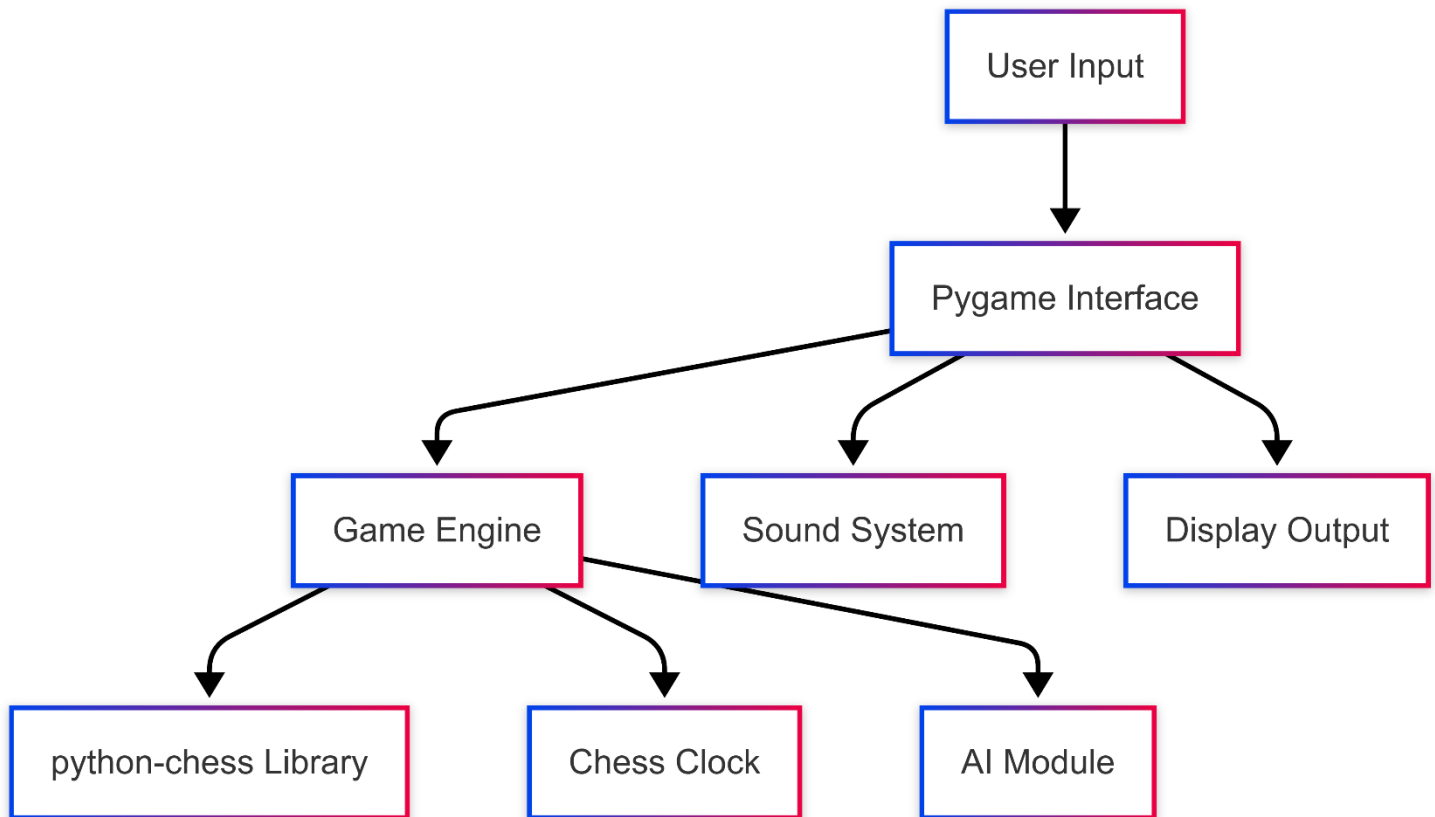 User Input
Pygame Interface
Game Engine
Sound System
Display Output
python-chess Library
Chess Clock
AI Module